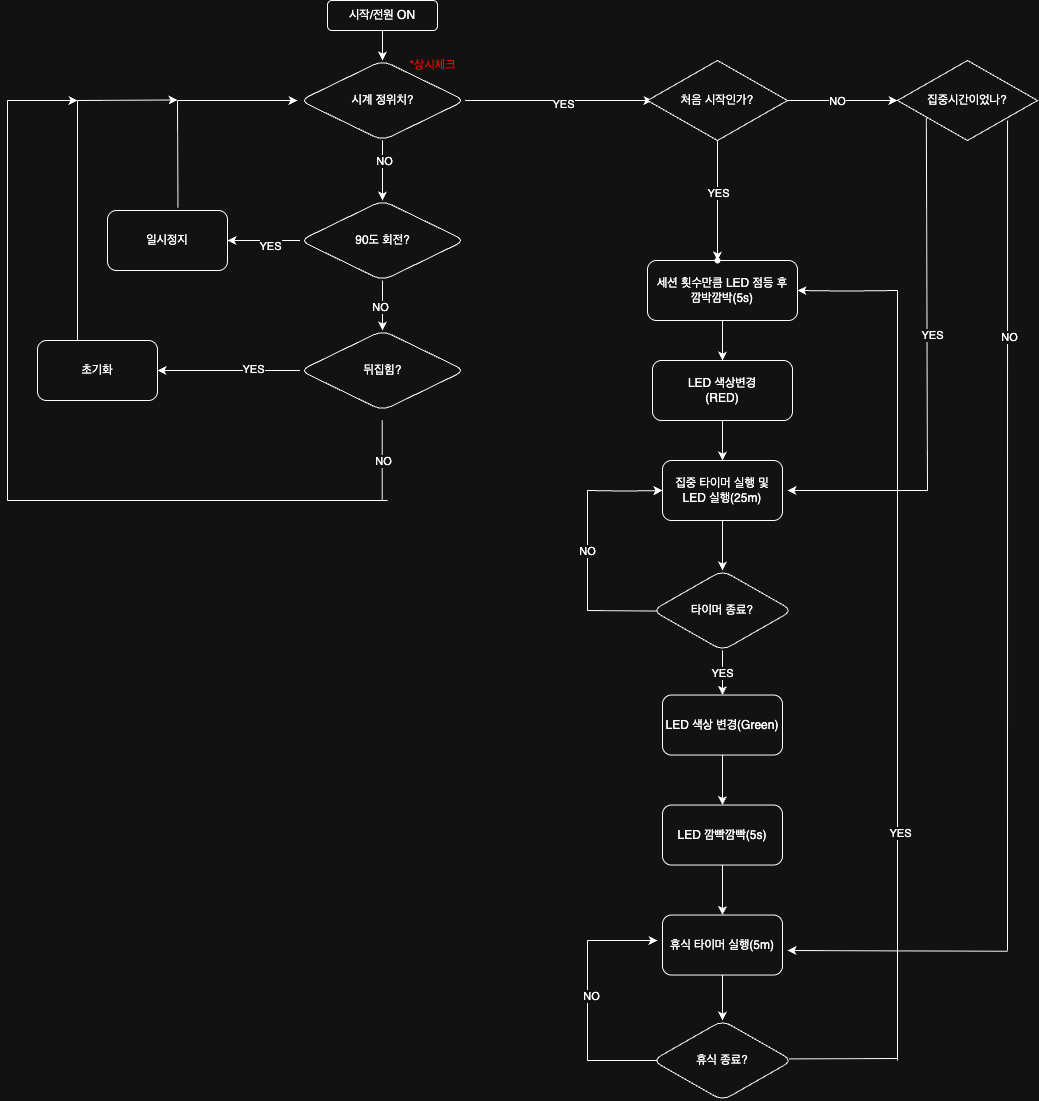 시작/전원 ON
*상시체크
시계 정위치?
YES
처음 시작인가?
NO
집중시간이었나?
NO
YES
일시정지
YES
90도 회전?
세션 횟수만큼 LED 점등 후
깜박깜박(5s)
NO
YES
NO
초기화
YES
뒤집힘?
LED 색상변경
(RED)
NO
집중 타이머 실행 및
LED 실행(25m)
NO
타이머 종료?
YES
LED 색상 변경(Green)
LED 깜빡깜빡(5s)
YES
휴식 타이머 실행(5m)
NO
휴식 종료?